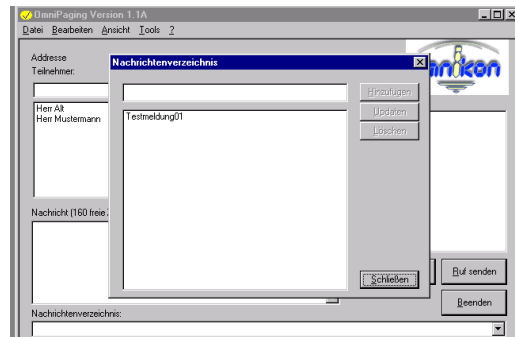 OmniPaging Version 1.1A
Datei Bearbeiten Ansicht Tools ?
Addresse
Teilnehmer:
Herr Alt
Herr Mustermann
Nachrichtenverzeichnis
Hinzufügen
Updaten
Löschen
Testmeldung01
Schließen
nikon
Nachricht (160 freie
Ruf senden
Beenden
Nachrichtenverzeichnis: